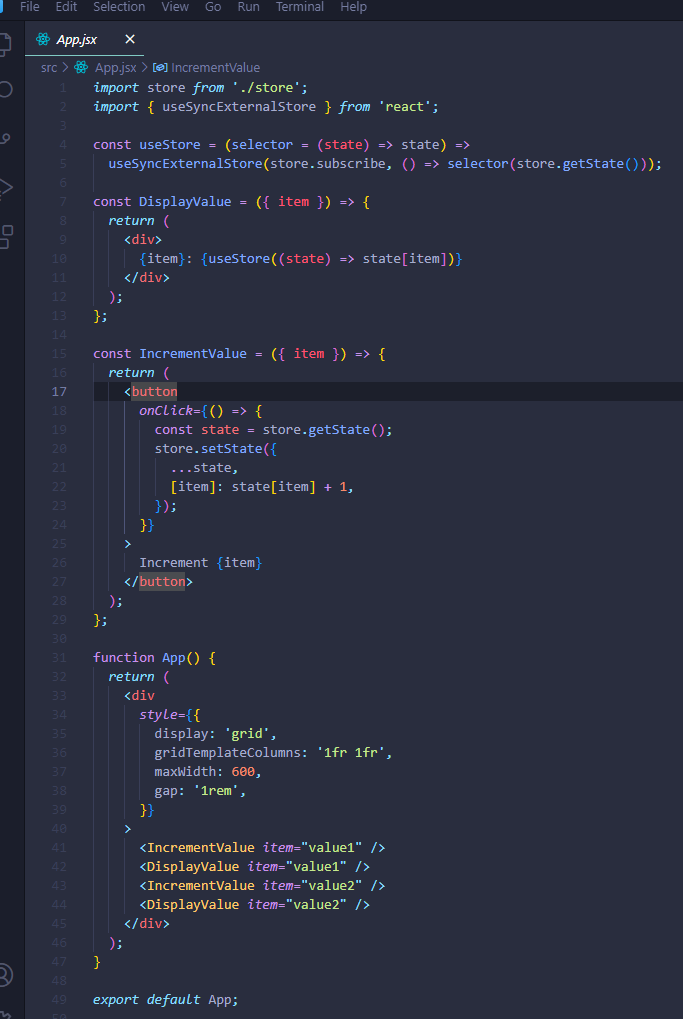 File Edit Selection View Go Run Terminal Help
App.jsx ×
src > App.jsx > IncrementValue
1 import store from './store';
2 import { useSyncExternalStore } from 'react';
3
4 const useStore = (selector = (state) => state) =>
5 useSyncExternalStore(store.subscribe, () => selector(store.getState()));
6
7 const DisplayValue = ({ item }) => {
8 return (
9 <div>
10 {item}: {useStore((state) => state[item])}
11 </div>
12 );
13 };
14
15 const IncrementValue = ({ item }) => {
16 return (
17 <button
18 onClick={() => {
19 const state = store.getState();
20 store.setState({
21 ...state,
22 [item]: state[item] + 1,
23 });
24 }}
25 >
26 Increment {item}
27 </button>
28 );
29 };
30
31 function App() {
32 return (
33 <div
34 style={{
35 display: 'grid',
36 gridTemplateColumns: '1fr 1fr',
37 maxWidth: 600,
38 gap: '1rem',
39 }}
40 >
41 <IncrementValue item="value1" />
42 <DisplayValue item="value1" />
43 <IncrementValue item="value2" />
44 <DisplayValue item="value2" />
45 </div>
46 );
47 }
48
49 export default App;